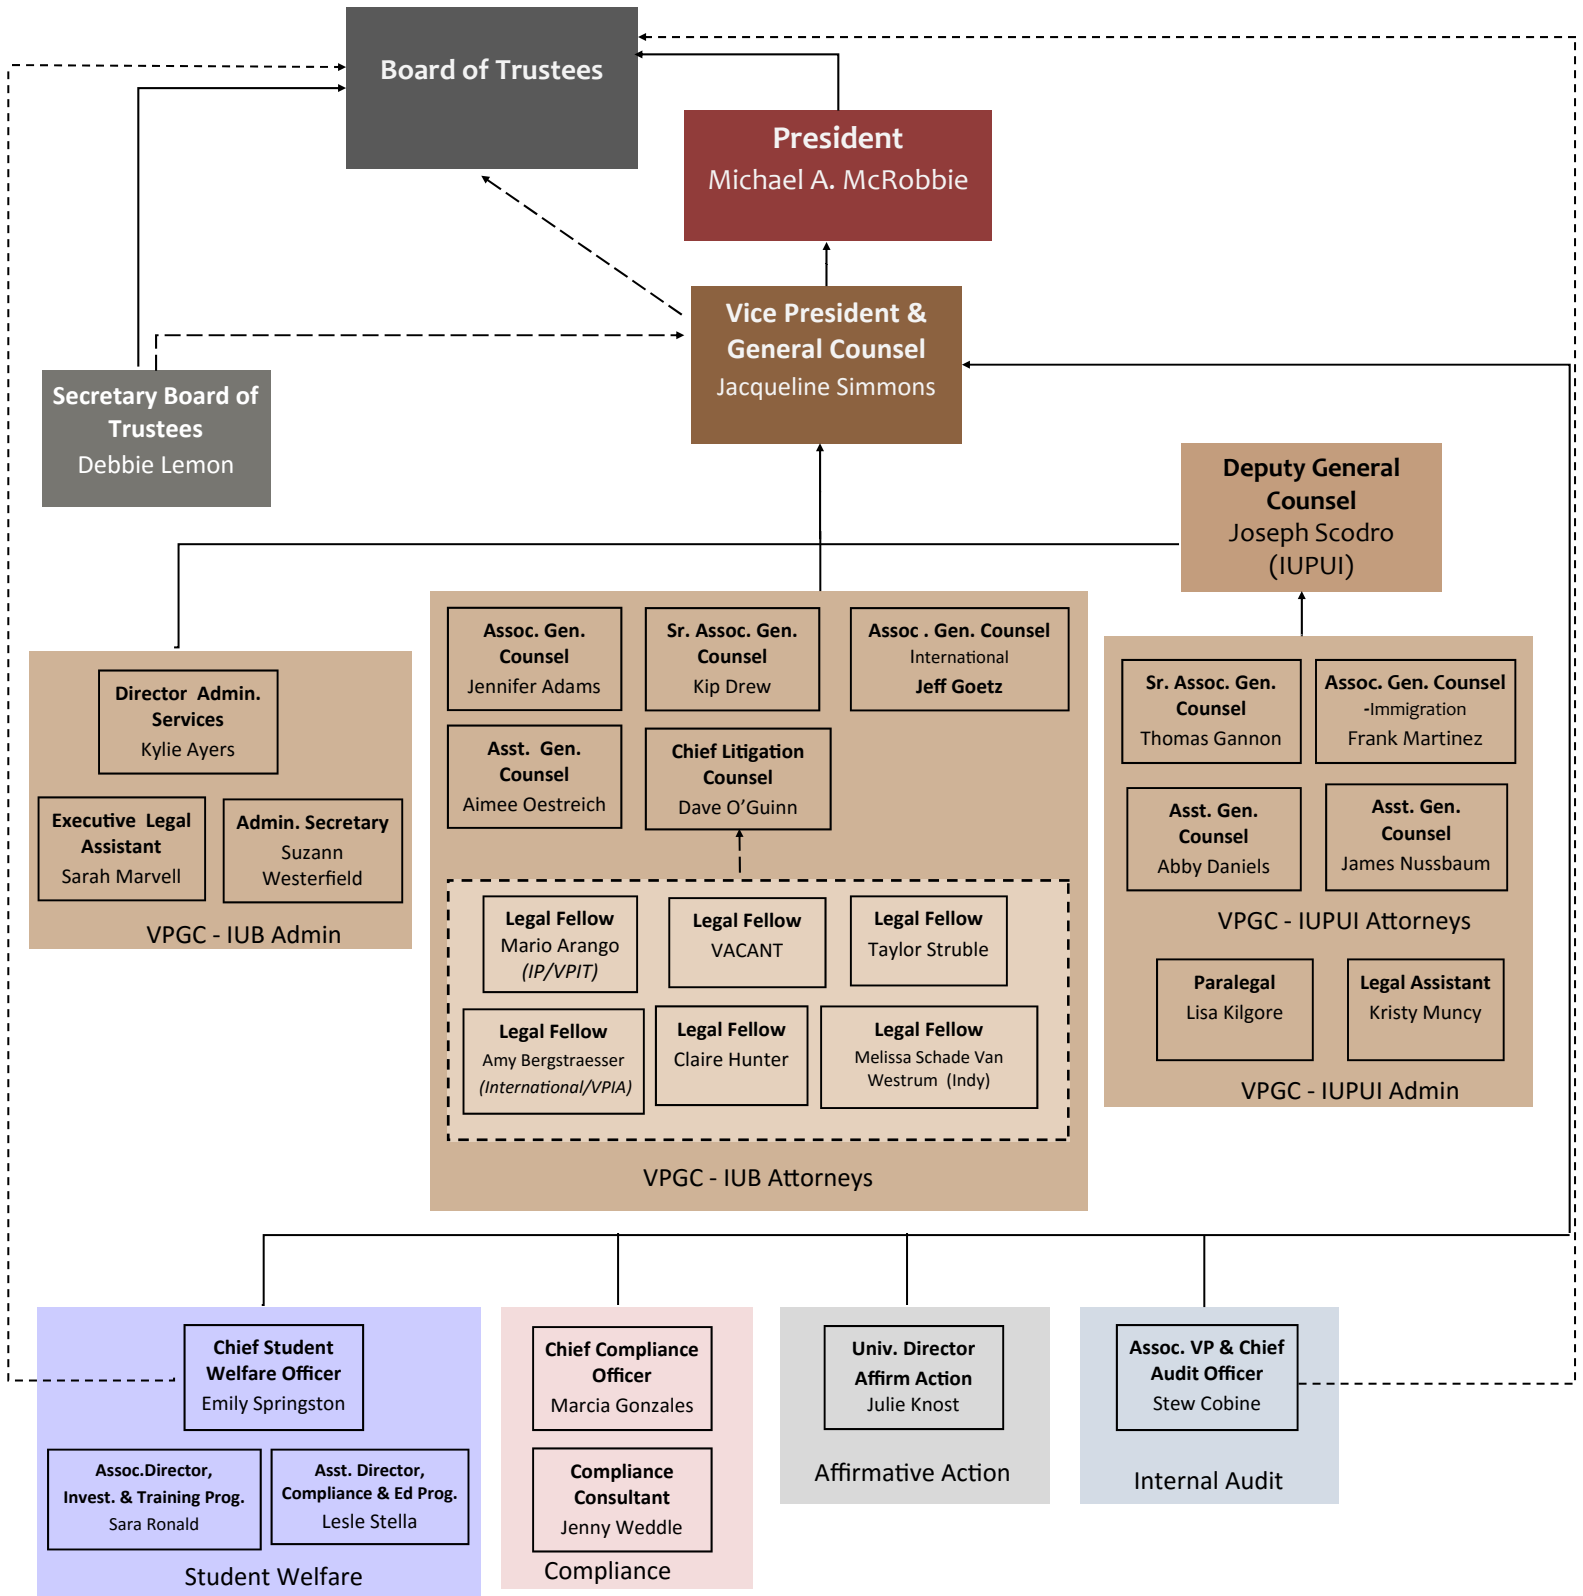 Board of Trustees
President
Michael A. McRobbie
Vice President &
General Counsel
Jacqueline Simmons
Secretary Board of
Trustees
Debbie Lemon
Deputy General
Counsel
Joseph Scodro
(IUPUI)
Director Admin.
Services
Kylie Ayers
Executive Legal
Assistant
Sarah Marvell
Admin. Secretary
Suzann
Westerfield
VPGC - IUB Admin
Assoc. Gen.
Counsel
Jennifer Adams
Sr. Assoc. Gen.
Counsel
Kip Drew
Assoc . Gen. Counsel
International
Jeff Goetz
Asst. Gen.
Counsel
Aimee Oestreich
Chief Litigation
Counsel
Dave O’Guinn
Legal Fellow
Mario Arango
(IP/VPIT)
Legal Fellow
VACANT
Legal Fellow
Taylor Struble
Legal Fellow
Amy Bergstraesser
(International/VPIA)
Legal Fellow
Claire Hunter
Legal Fellow
Melissa Schade Van
Westrum (Indy)
VPGC - IUB Attorneys
Sr. Assoc. Gen.
Counsel
Thomas Gannon
Assoc. Gen. Counsel
-Immigration
Frank Martinez
Asst. Gen.
Counsel
Abby Daniels
Asst. Gen.
Counsel
James Nussbaum
VPGC - IUPUI Attorneys
Paralegal
Lisa Kilgore
Legal Assistant
Kristy Muncy
VPGC - IUPUI Admin
Chief Student
Welfare Officer
Emily Springston
Assoc.Director,
Invest. & Training Prog.
Sara Ronald
Asst. Director,
Compliance & Ed Prog.
Lesle Stella
Student Welfare
Chief Compliance
Officer
Marcia Gonzales
Compliance
Consultant
Jenny Weddle
Compliance
Univ. Director
Affirm Action
Julie Knost
Affirmative Action
Assoc. VP & Chief
Audit Officer
Stew Cobine
Internal Audit